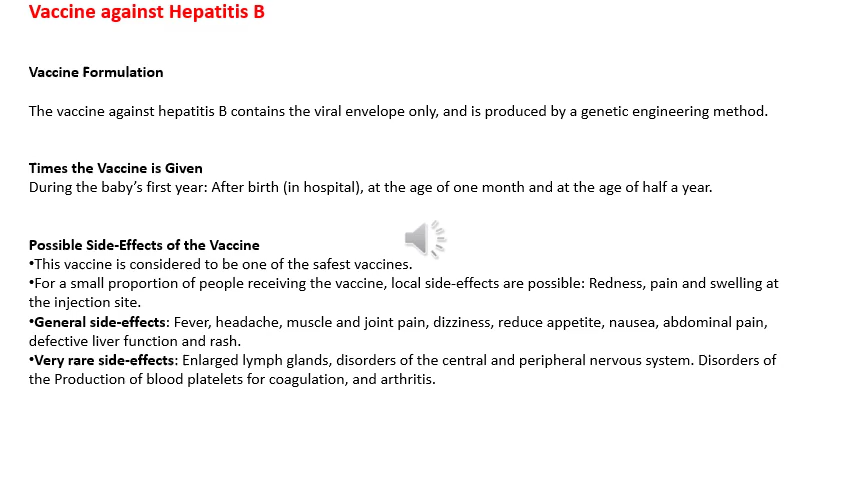 Vaccine against Hepatitis B
Vaccine Formulation
The vaccine against hepatitis B contains the viral envelope only, and is produced by a genetic engineering method.
Times the Vaccine is Given
During the baby’s first year: After birth (in hospital), at the age of one month and at the age of half a year.
Possible Side-Effects of the Vaccine
•This vaccine is considered to be one of the safest vaccines.
•For a small proportion of people receiving the vaccine, local side-effects are possible: Redness, pain and swelling at
the injection site.
•General side-effects: Fever, headache, muscle and joint pain, dizziness, reduce appetite, nausea, abdominal pain,
defective liver function and rash.
•Very rare side-effects: Enlarged lymph glands, disorders of the central and peripheral nervous system. Disorders of
the Production of blood platelets for coagulation, and arthritis.